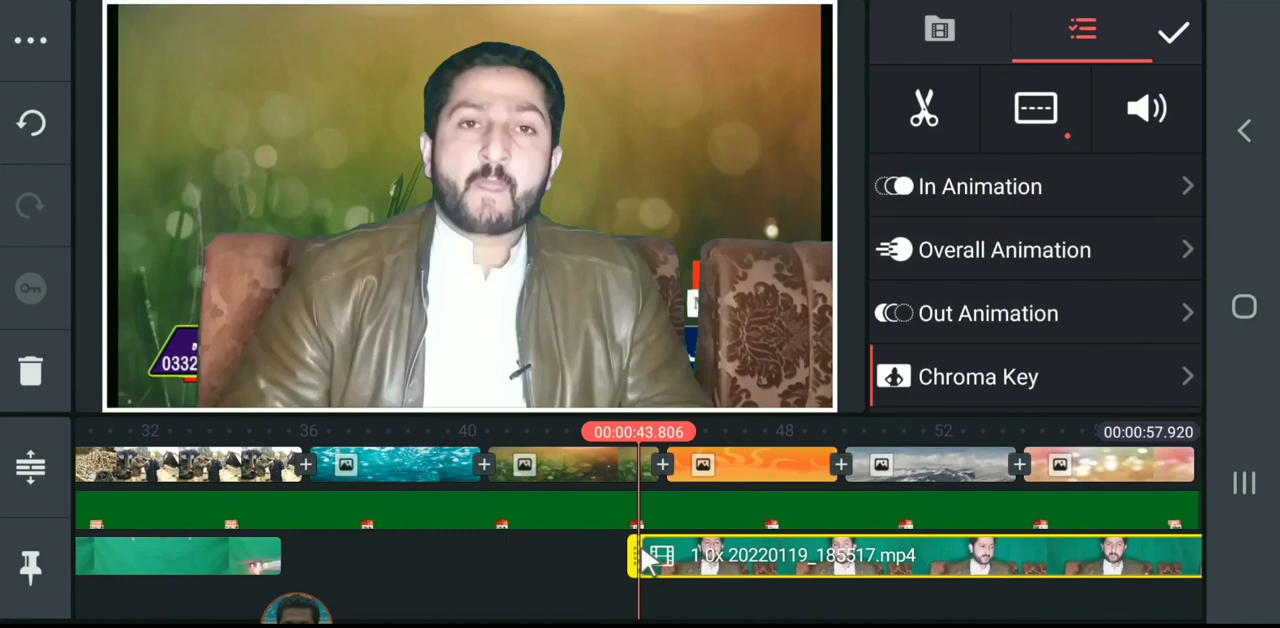 In Animation
Overall Animation
Out Animation
Chroma Key
0332
32
36
40
00:00:43.806
48
52
00:00:57.920
1.0x 20220119_185517.mp4